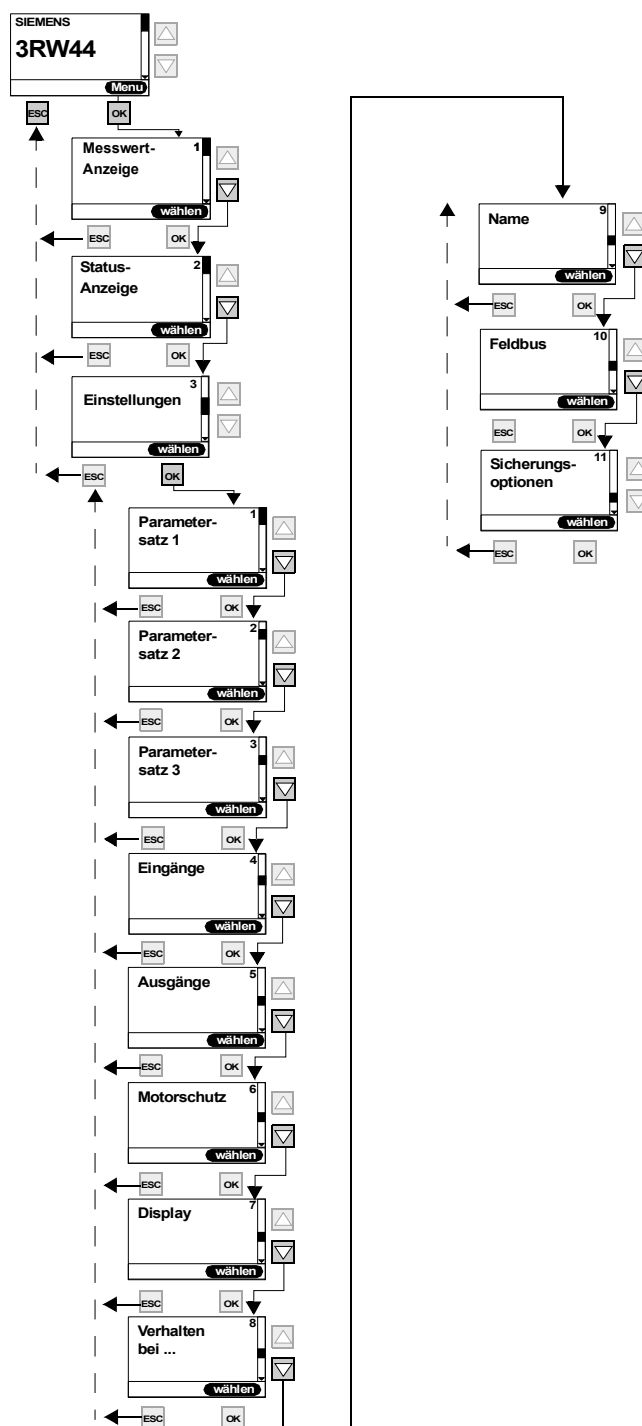 SIEMENS
3RW44
Menu
ESC
OK
Messwert-
Anzeige
1
wählen
ESC
OK
Status-
Anzeige
2
wählen
ESC
OK
Einstellungen
3
wählen
ESC
OK
Parameter-
satz 1
1
wählen
ESC
OK
Parameter-
satz 2
2
wählen
ESC
OK
Parameter-
satz 3
3
wählen
ESC
OK
Eingänge
4
wählen
ESC
OK
Ausgänge
5
wählen
ESC
OK
Motorschutz
6
wählen
ESC
OK
Display
7
wählen
ESC
OK
Verhalten
bei ...
8
wählen
ESC
OK
Name
9
wählen
ESC
OK
Feldbus
10
wählen
ESC
OK
Sicherungs-
optionen
11
wählen
ESC
OK